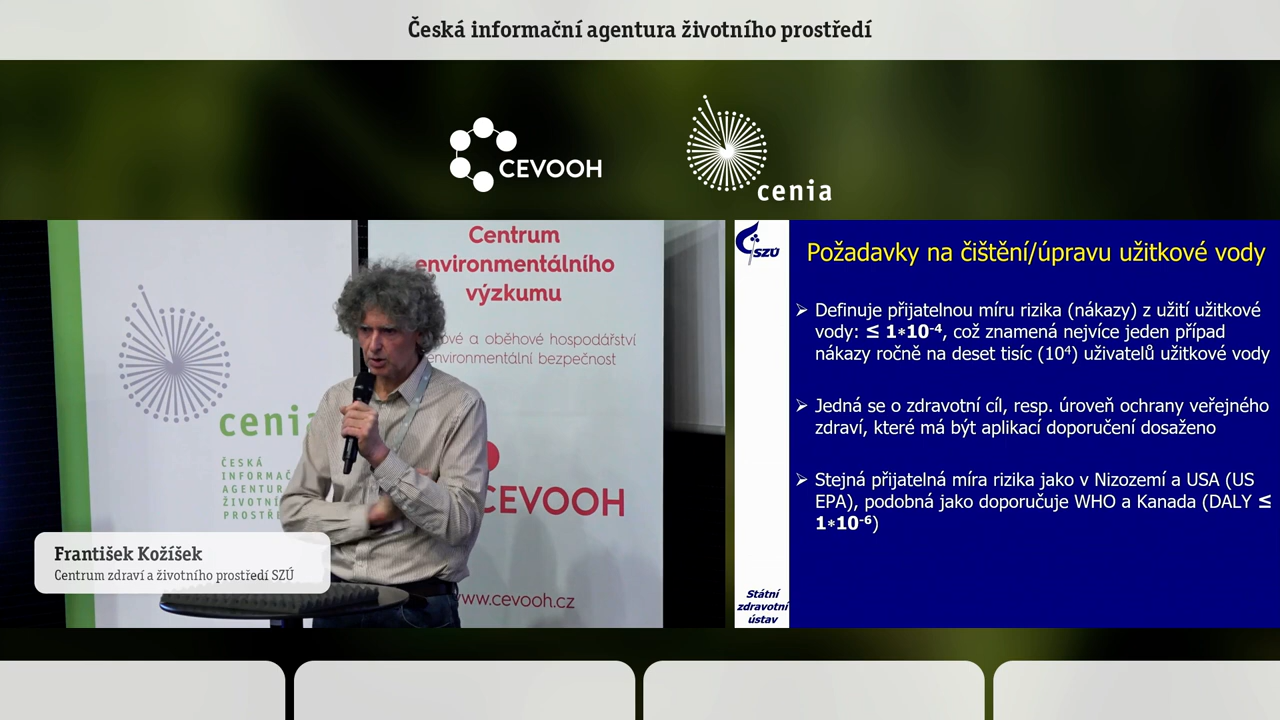 Česká informační agentura životního prostředí
CEVOOH
cenia
Centrum
environmentálního
výzkumu
ové a oběhové hospodářství
environmentální bezpečnost
cenia
ČESKÁ
INFORMAČ
AGENTUR
ŽIVOTNÍ
PROSTŘE
CEVOOH
www.cevooh.cz
František Kožíšek
Centrum zdraví a životního prostředí SZÚ
SZÚ
Požadavky na čištění/úpravu užitkové vody
➢ Definuje přijatelnou míru rizika (nákazy) z užití užitkové
vody: ≤ 1*10⁻⁴, což znamená nejvíce jeden případ
nákazy ročně na deset tisíc (10⁴) uživatelů užitkové vody
➢ Jedná se o zdravotní cíl, resp. úroveň ochrany veřejného
zdraví, které má být aplikací doporučení dosaženo
➢ Stejná přijatelná míra rizika jako v Nizozemí a USA (US
EPA), podobná jako doporučuje WHO a Kanada (DALY ≤
1*10⁻⁶)
Státní
zdravotní
ústav